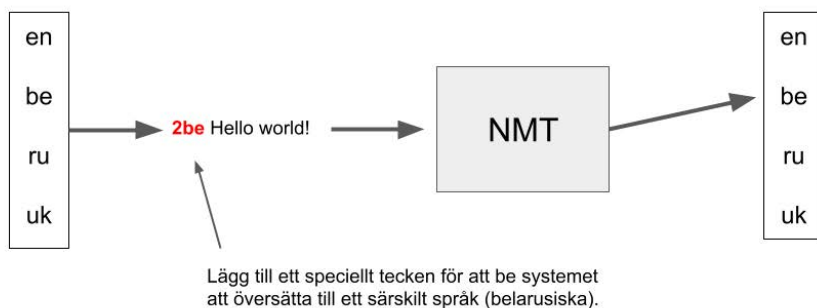 en
be
ru
uk
2be Hello world!
NMT
en
be
ru
uk
Lägg till ett speciellt tecken för att be systemet
att översätta till ett särskilt språk (belarusiska).